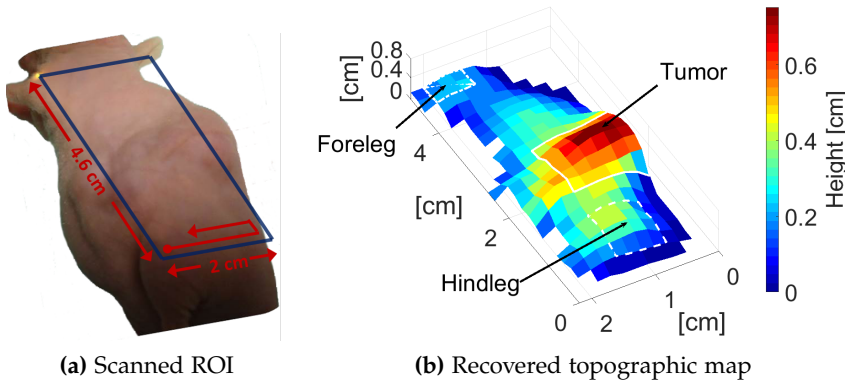 4.6 cm
2 cm
(a) Scanned ROI
0.8
0.4
0
[cm]
Foreleg
Tumor
Hindleg
4
2
0
[cm]
2
1
0
[cm]
0.6
0.4
0.2
0
Height [cm]
(b) Recovered topographic map